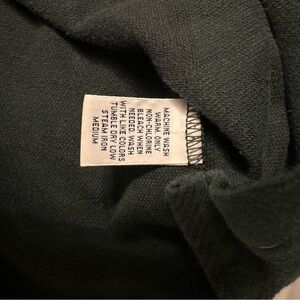 MACHINE WASH
WARM. ONLY
NON-CHLORINE
BLEACH WHEN
NEEDED. WASH
WITH LIKE COLORS
TUMBLE DRY LOW
STEAM IRON
MEDIUM